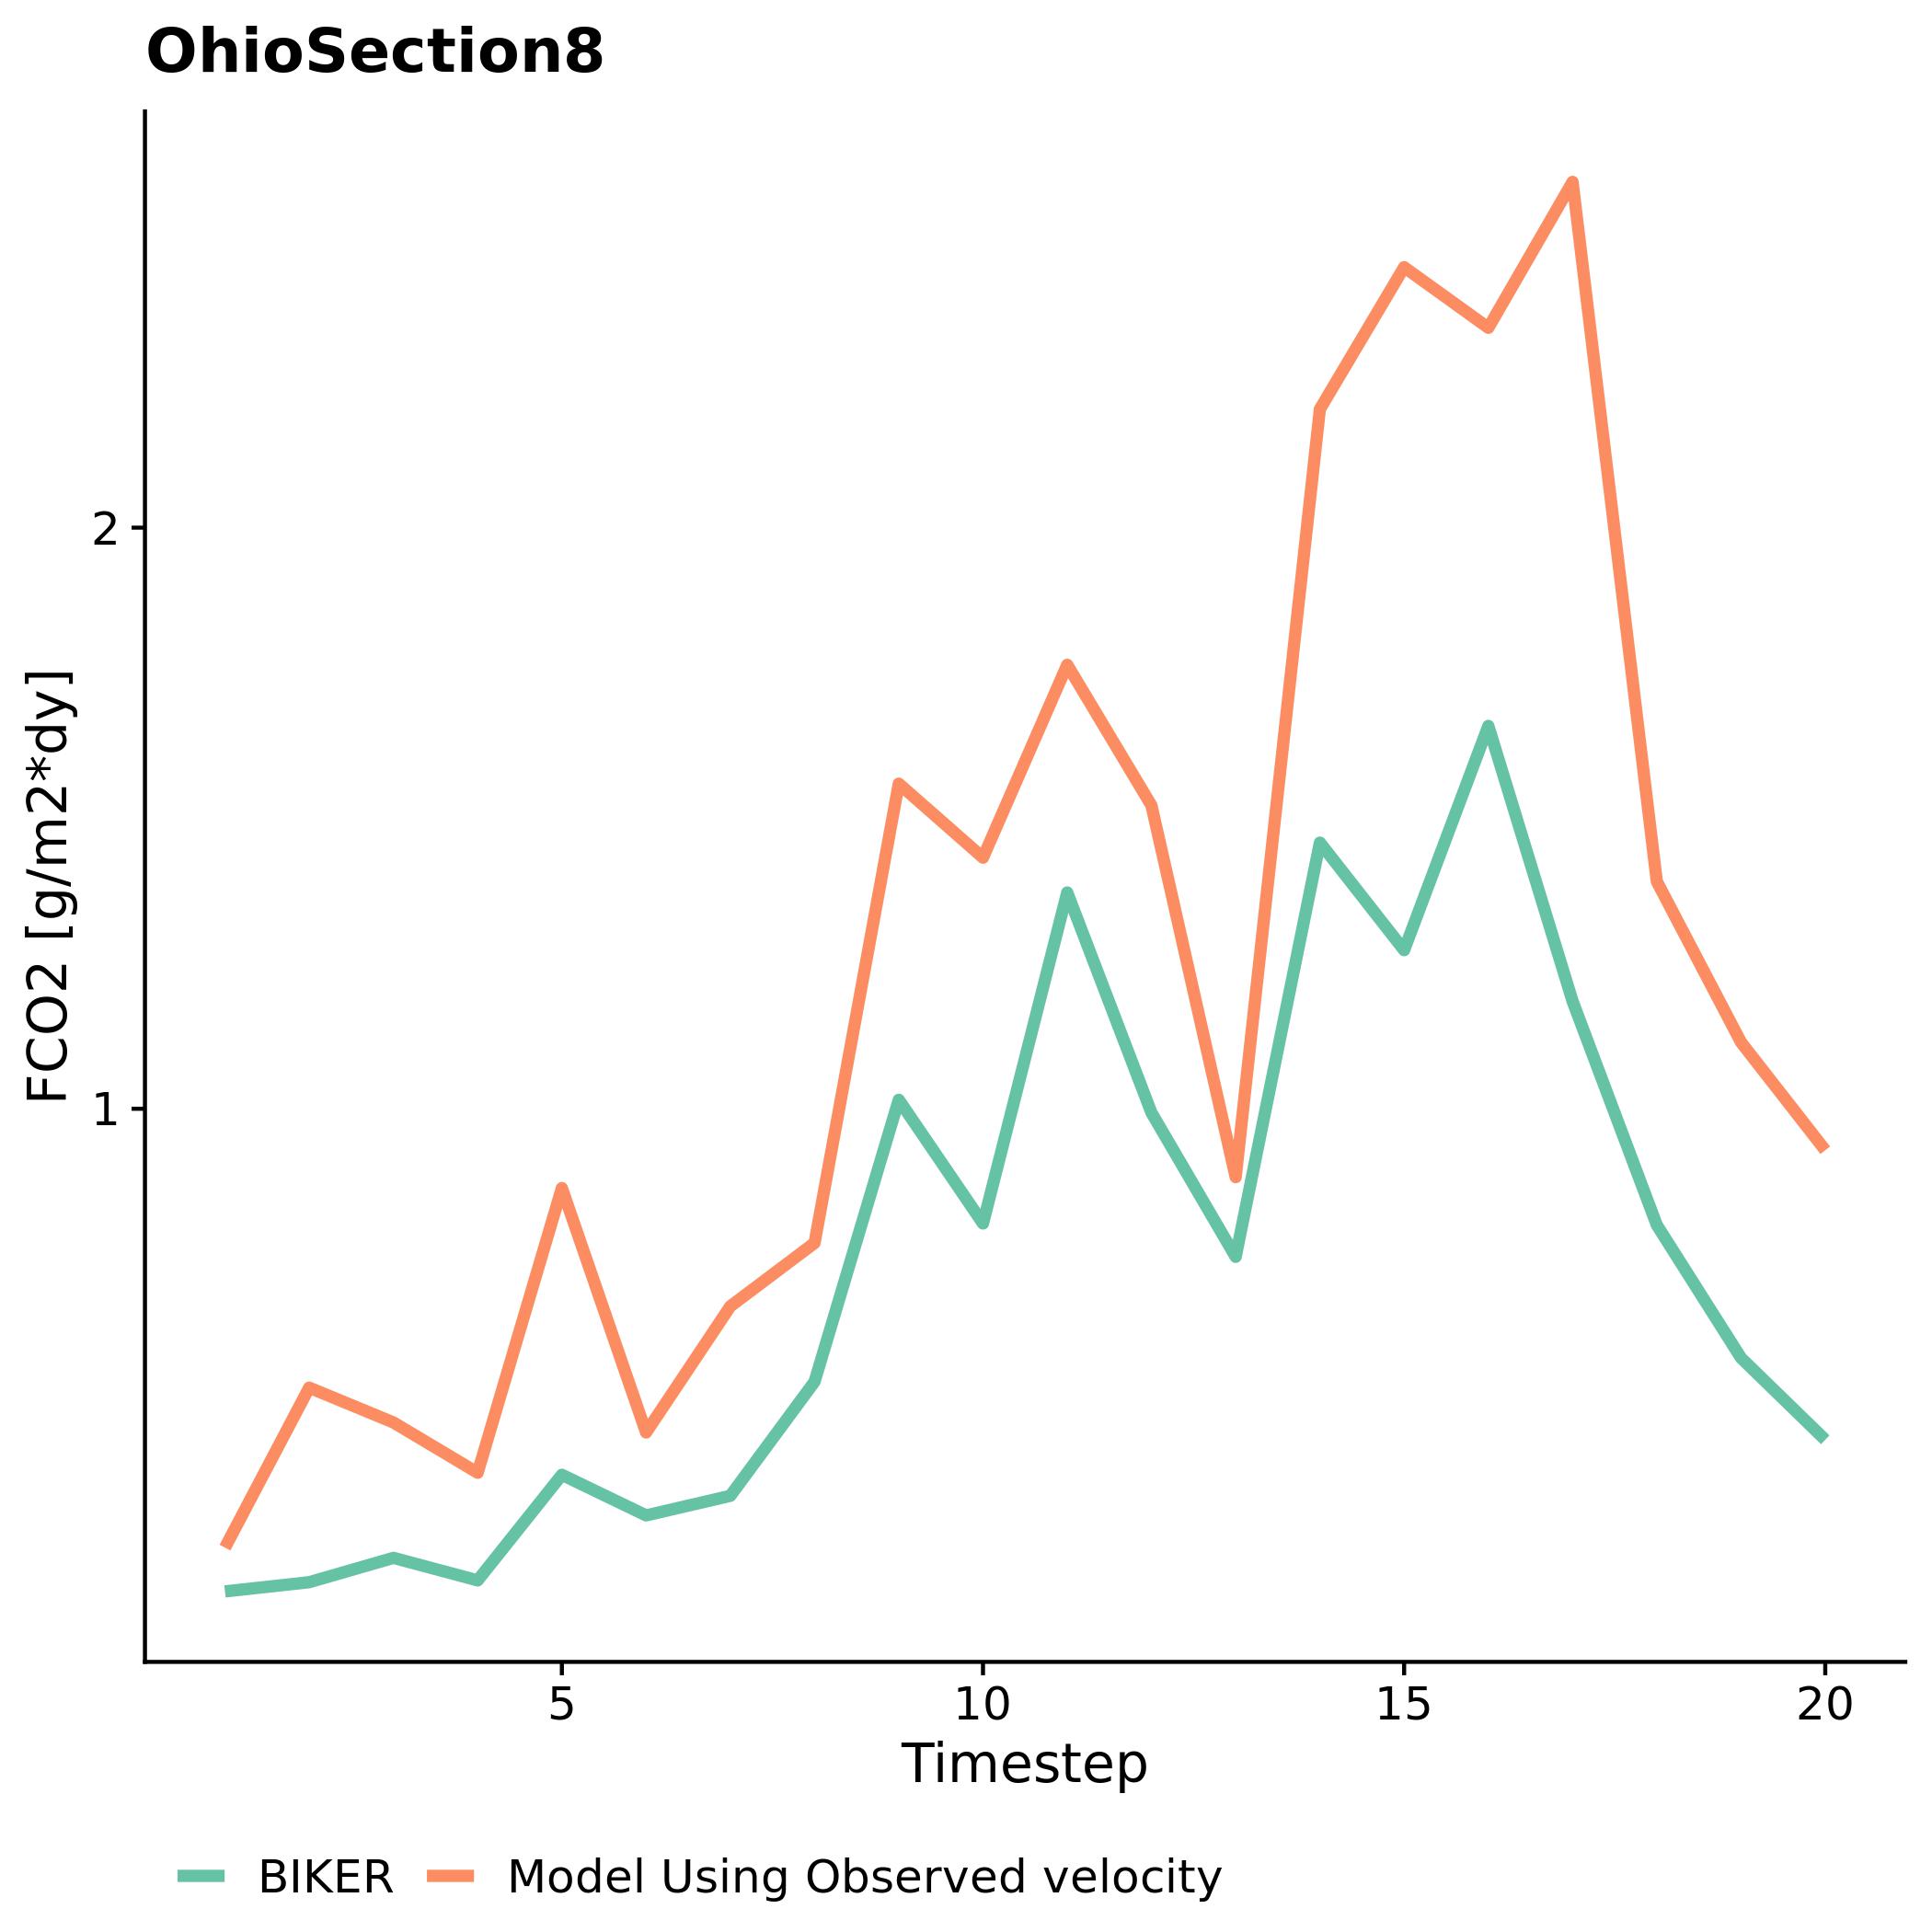 OhioSection8
FCO2 [g/m2*dy]
2
1
5 10 15 20
Timestep
BIKER Model Using Observed velocity